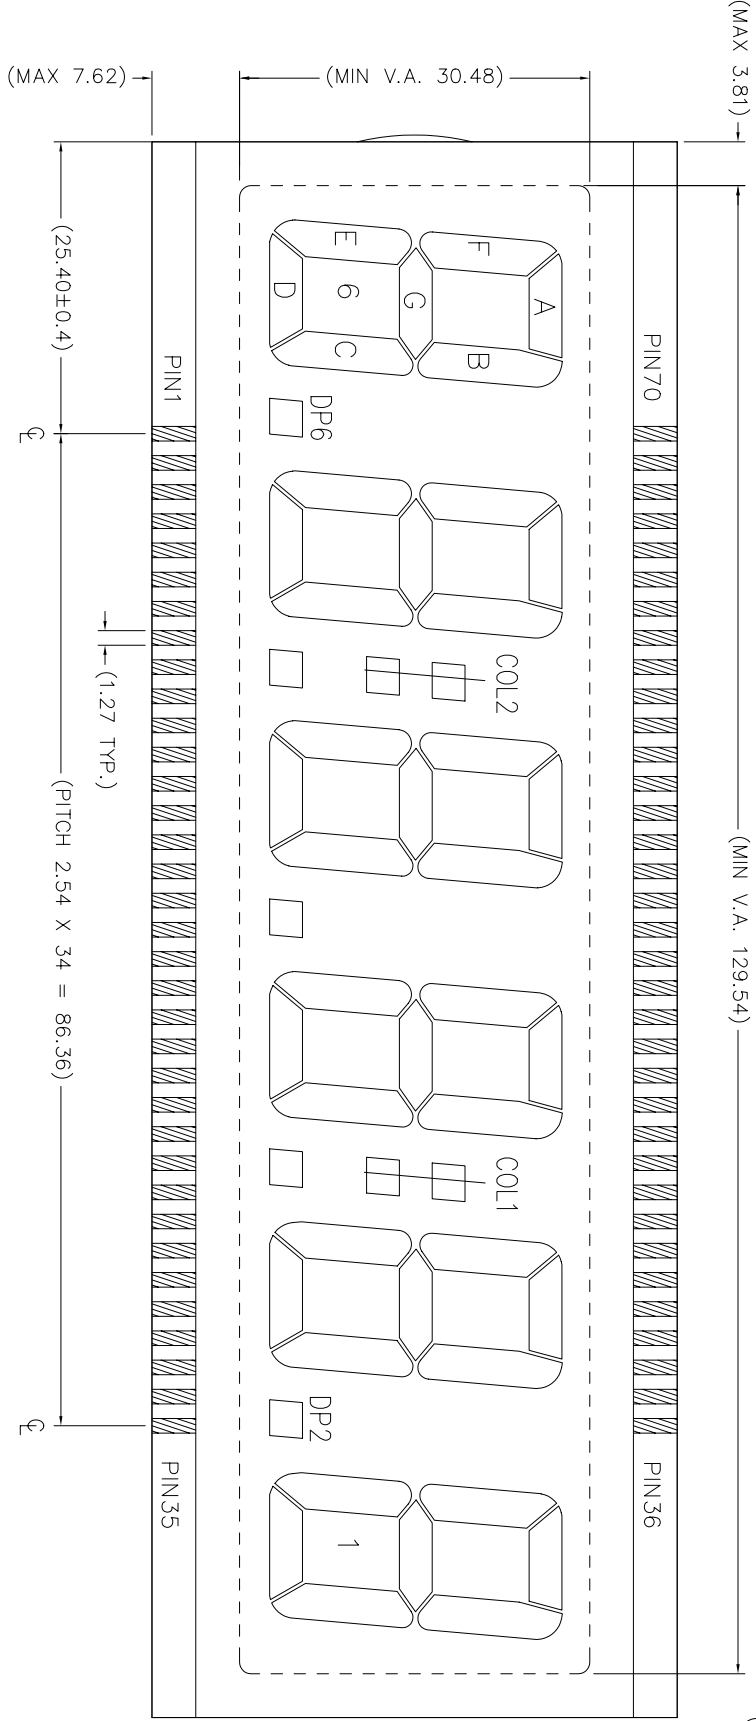 (MAX 3.81)
(MIN V.A. 129.54)
(MAX 7.62)
(MIN V.A. 30.48)
PIN70
PIN36
F
A
B
E
6
G
D
C
DP6
COL2
COL1
DP2
1
PIN1
PIN35
(25.40±0.4)
℄
℄
(1.27 TYP.)
(PITCH 2.54 X 34 = 86.36)